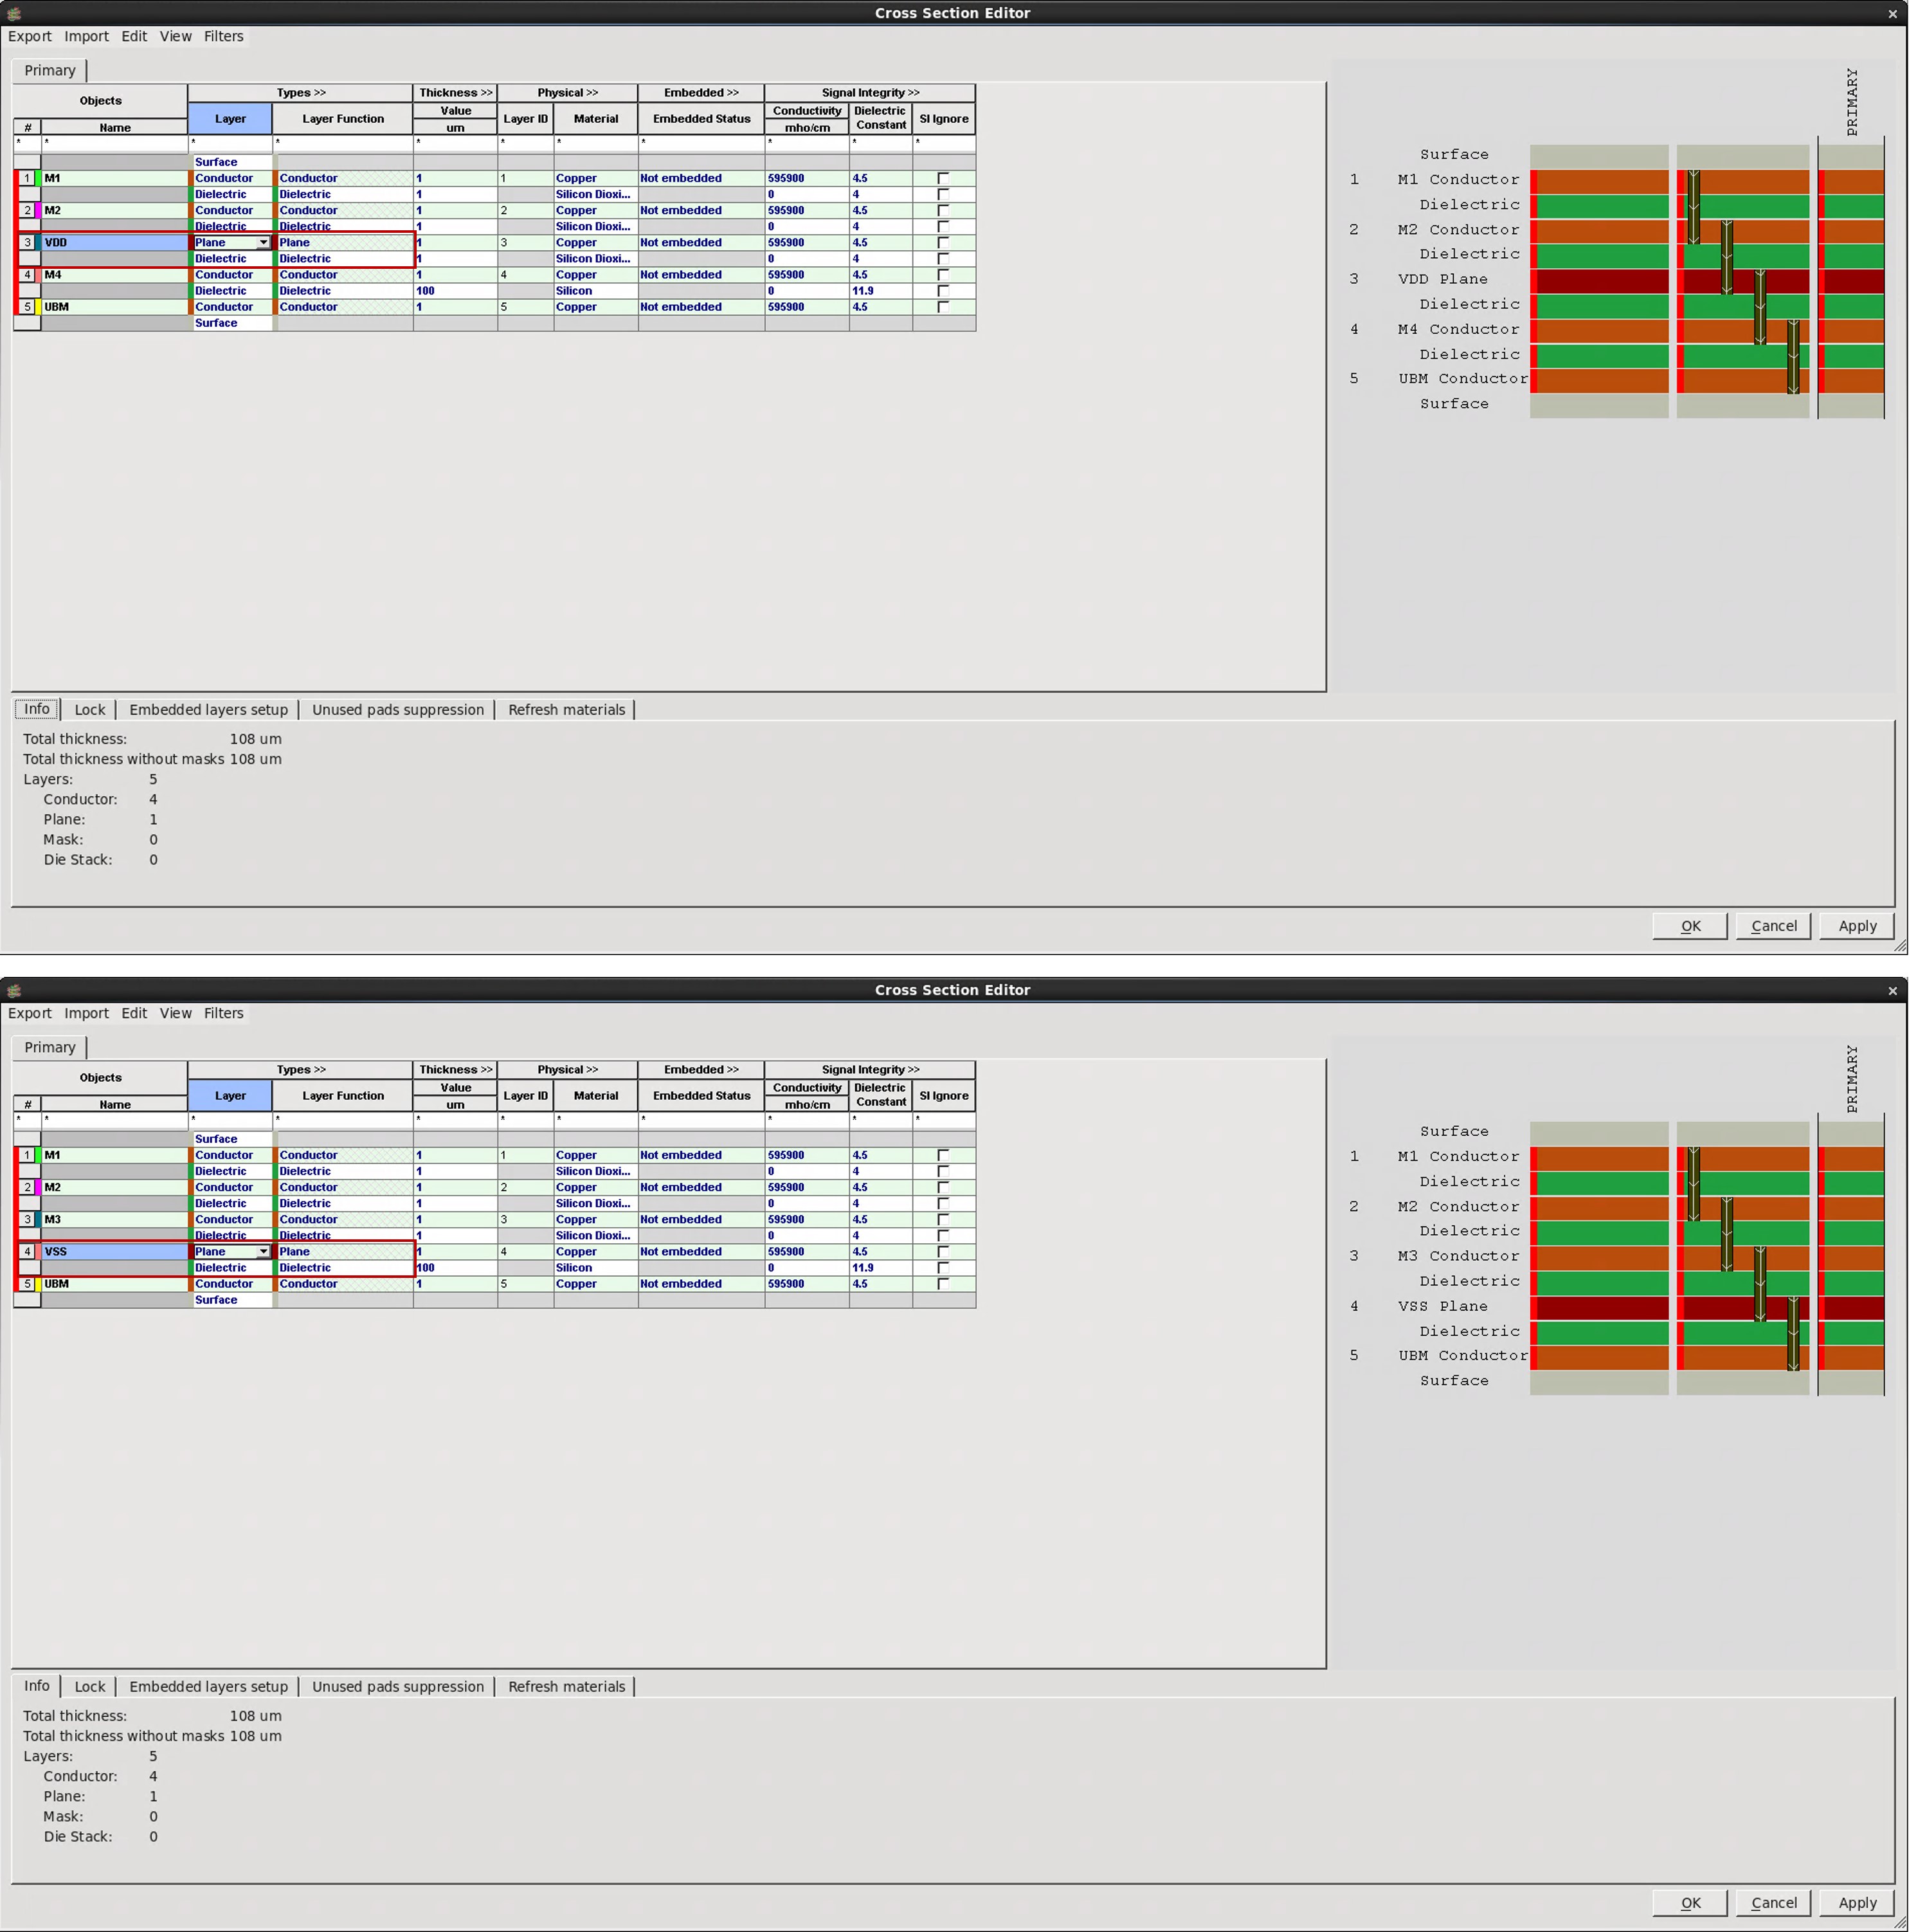 Cross Section Editor ×
Export Import Edit View Filters
Primary
Objects Types >> Thickness >> Physical >> Embedded >> Signal Integrity >>
# Name Layer Layer Function Value um Layer ID Material Embedded Status Conductivity mho/cm Dielectric Constant SI Ignore
* * * * * * * * * * *
Surface
1 M1 Conductor Conductor 1 1 Copper Not embedded 595900 4.5
Dielectric Dielectric 1 Silicon Dioxi... 0 4
2 M2 Conductor Conductor 1 2 Copper Not embedded 595900 4.5
Dielectric Dielectric 1 Silicon Dioxi... 0 4
3 VDD Plane Plane 1 3 Copper Not embedded 595900 4.5
Dielectric Dielectric 1 Silicon Dioxi... 0 4
4 M4 Conductor Conductor 1 4 Copper Not embedded 595900 4.5
Dielectric Dielectric 100 Silicon 0 11.9
5 UBM Conductor Conductor 1 5 Copper Not embedded 595900 4.5
Surface
PRIMARY
Surface
1 M1 Conductor
Dielectric
2 M2 Conductor
Dielectric
3 VDD Plane
Dielectric
4 M4 Conductor
Dielectric
5 UBM Conductor
Surface
Info Lock Embedded layers setup Unused pads suppression Refresh materials
Total thickness: 108 um
Total thickness without masks 108 um
Layers: 5
Conductor: 4
Plane: 1
Mask: 0
Die Stack: 0
OK Cancel Apply
Cross Section Editor ×
Export Import Edit View Filters
Primary
Objects Types >> Thickness >> Physical >> Embedded >> Signal Integrity >>
# Name Layer Layer Function Value um Layer ID Material Embedded Status Conductivity mho/cm Dielectric Constant SI Ignore
* * * * * * * * * * *
Surface
1 M1 Conductor Conductor 1 1 Copper Not embedded 595900 4.5
Dielectric Dielectric 1 Silicon Dioxi... 0 4
2 M2 Conductor Conductor 1 2 Copper Not embedded 595900 4.5
Dielectric Dielectric 1 Silicon Dioxi... 0 4
3 M3 Conductor Conductor 1 3 Copper Not embedded 595900 4.5
Dielectric Dielectric 1 Silicon Dioxi... 0 4
4 VSS Plane Plane 1 4 Copper Not embedded 595900 4.5
Dielectric Dielectric 100 Silicon 0 11.9
5 UBM Conductor Conductor 1 5 Copper Not embedded 595900 4.5
Surface
PRIMARY
Surface
1 M1 Conductor
Dielectric
2 M2 Conductor
Dielectric
3 M3 Conductor
Dielectric
4 VSS Plane
Dielectric
5 UBM Conductor
Surface
Info Lock Embedded layers setup Unused pads suppression Refresh materials
Total thickness: 108 um
Total thickness without masks 108 um
Layers: 5
Conductor: 4
Plane: 1
Mask: 0
Die Stack: 0
OK Cancel Apply